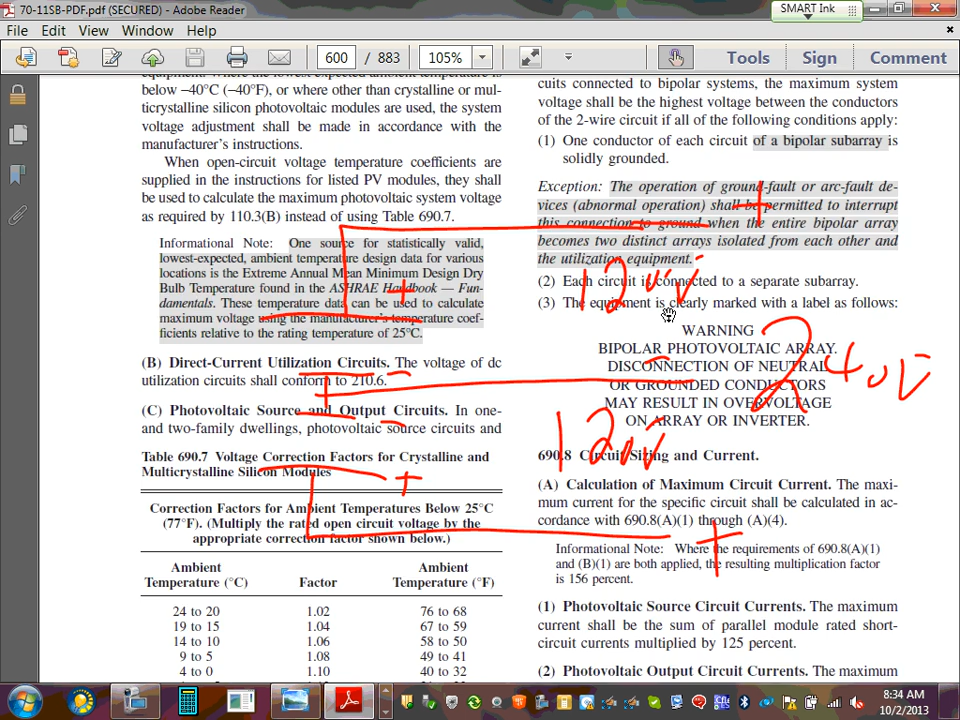 70-11SB-PDF.pdf (SECURED) - Adobe Reader
SMART Ink
File Edit View Window Help
600 / 883 105% Tools Sign Comment
equipment. Where the lowest expected ambient temperature is
below −40°C (−40°F), or where other than crystalline or mul-
ticrystalline silicon photovoltaic modules are used, the system
voltage adjustment shall be made in accordance with the
manufacturer's instructions.
When open-circuit voltage temperature coefficients are
supplied in the instructions for listed PV modules, they shall
be used to calculate the maximum photovoltaic system voltage
as required by 110.3(B) instead of using Table 690.7.
Informational Note: One source for statistically valid,
lowest-expected, ambient temperature design data for various
locations is the Extreme Annual Mean Minimum Design Dry
Bulb Temperature found in the ASHRAE Handbook — Fun-
damentals. These temperature data can be used to calculate
maximum voltage using the manufacturer's temperature coef-
ficients relative to the rating temperature of 25°C.
(B) Direct-Current Utilization Circuits. The voltage of dc
utilization circuits shall conform to 210.6.
(C) Photovoltaic Source and Output Circuits. In one-
and two-family dwellings, photovoltaic source circuits and
Table 690.7 Voltage Correction Factors for Crystalline and
Multicrystalline Silicon Modules
Correction Factors for Ambient Temperatures Below 25°C
(77°F). (Multiply the rated open circuit voltage by the
appropriate correction factor shown below.)
Ambient Temperature (°C) Factor Ambient Temperature (°F)
24 to 20 1.02 76 to 68
19 to 15 1.04 67 to 59
14 to 10 1.06 58 to 50
9 to 5 1.08 49 to 41
4 to 0 1.10 40 to 32
cuits connected to bipolar systems, the maximum system
voltage shall be the highest voltage between the conductors
of the 2-wire circuit if all of the following conditions apply:
(1) One conductor of each circuit of a bipolar subarray is
solidly grounded.
Exception: The operation of ground-fault or arc-fault de-
vices (abnormal operation) shall be permitted to interrupt
this connection to ground when the entire bipolar array
becomes two distinct arrays isolated from each other and
the utilization equipment.
(2) Each circuit is connected to a separate subarray.
(3) The equipment is clearly marked with a label as follows:
WARNING
BIPOLAR PHOTOVOLTAIC ARRAY.
DISCONNECTION OF NEUTRAL
OR GROUNDED CONDUCTORS
MAY RESULT IN OVERVOLTAGE
ON ARRAY OR INVERTER.
690.8 Circuit Sizing and Current.
(A) Calculation of Maximum Circuit Current. The maxi-
mum current for the specific circuit shall be calculated in ac-
cordance with 690.8(A)(1) through (A)(4).
Informational Note: Where the requirements of 690.8(A)(1)
and (B)(1) are both applied, the resulting multiplication factor
is 156 percent.
(1) Photovoltaic Source Circuit Currents. The maximum
current shall be the sum of parallel module rated short-
circuit currents multiplied by 125 percent.
(2) Photovoltaic Output Circuit Currents. The maximum
+
+
120V
240V
+
120V
+
+
8:34 AM
10/2/2013